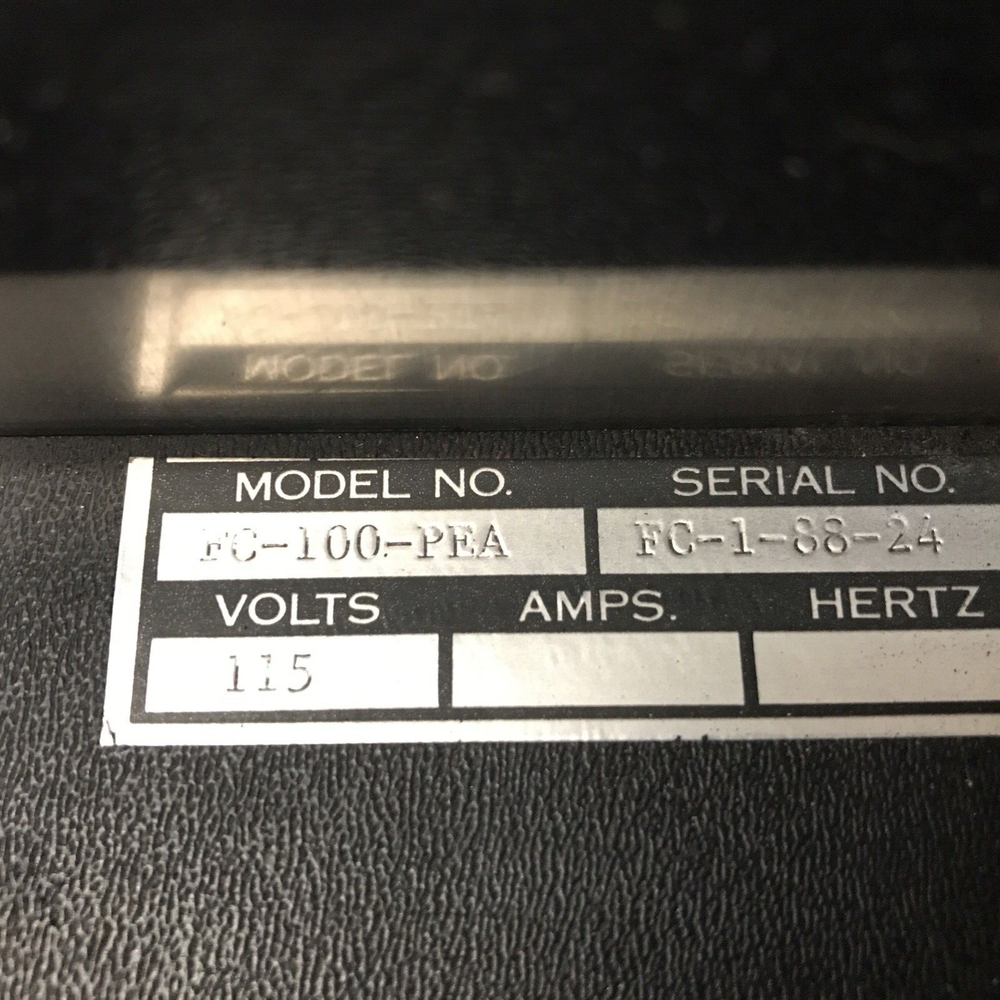 MODEL NO. SERIAL NO.
FC-100-PEA FC-1-88-24
VOLTS AMPS. HERTZ
115